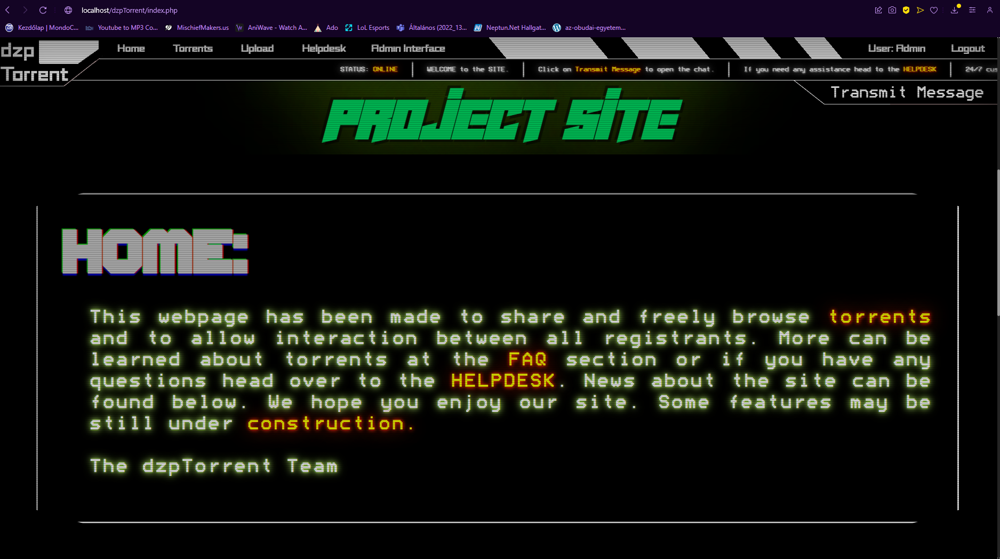 localhost/dzpTorrent/index.php
Kezdőlap | MondoC... Youtube to MP3 Co... MischiefMakers.us AniWave - Watch A... Ado LoL Esports Általános (2022_13... Neptun.Net Hallgat... az-obudai-egyetem...
dzp
Torrent
Home Torrents Upload Helpdesk Admin Interface User: Admin Logout
STATUS: ONLINE WELCOME to the SITE. Click on Transmit Message to open the chat. If you need any assistance head to the HELPDESK 24/7 cus
Transmit Message
PROJECT SITE
HOME:
This webpage has been made to share and freely browse torrents
and to allow interaction between all registrants. More can be
learned about torrents at the FAQ section or if you have any
questions head over to the HELPDESK. News about the site can be
found below. We hope you enjoy our site. Some features may be
still under construction.
The dzpTorrent Team